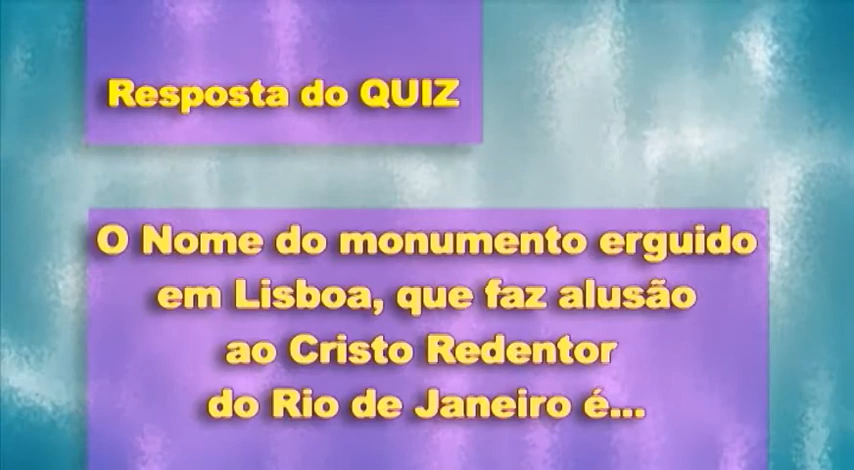 Resposta do QUIZ
O Nome do monumento erguido
em Lisboa, que faz alusão
ao Cristo Redentor
do Rio de Janeiro é...